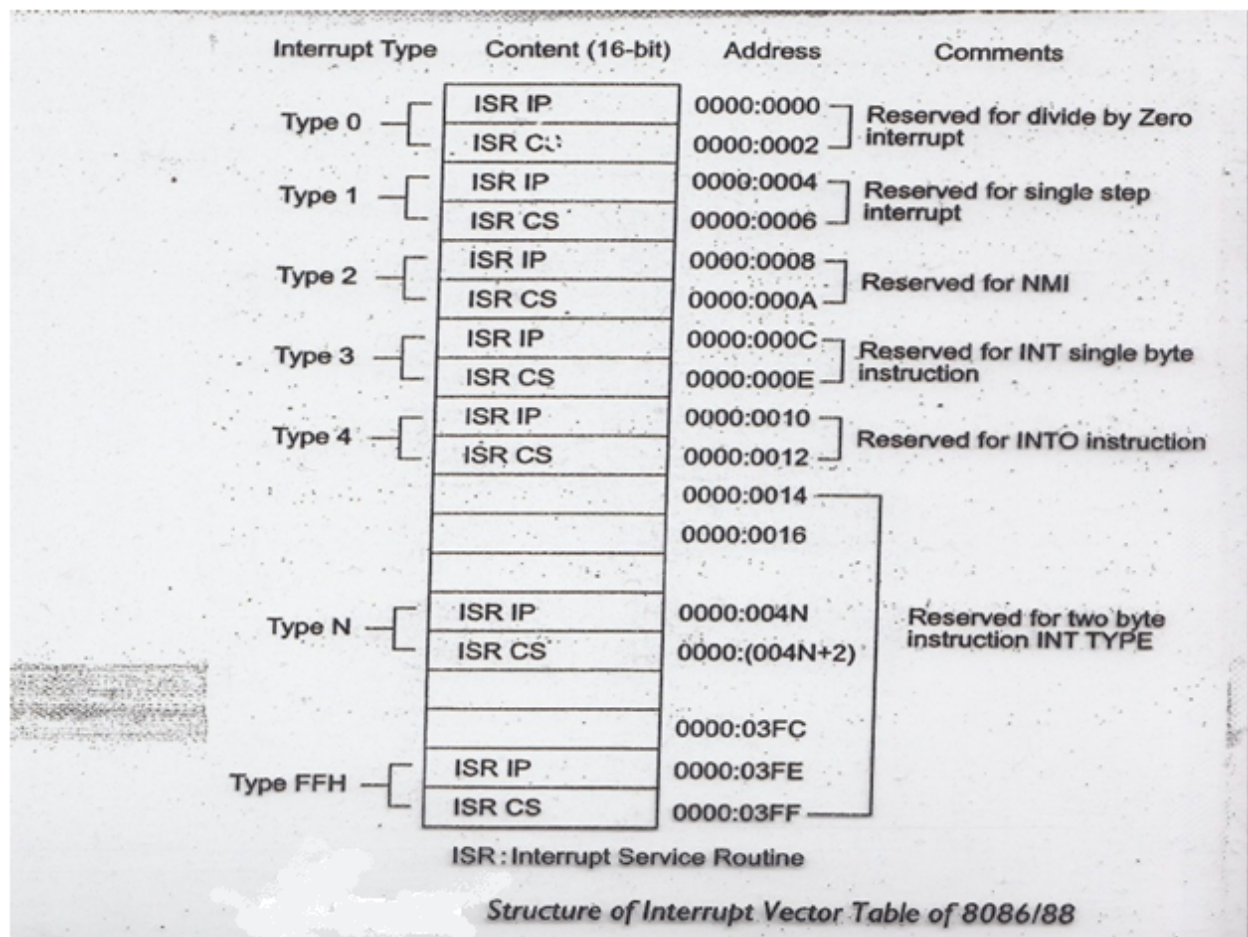 Interrupt Type Content (16-bit) Address Comments
Type 0 ISR IP 0000:0000 Reserved for divide by Zero
ISR CS 0000:0002 interrupt
Type 1 ISR IP 0000:0004 Reserved for single step
ISR CS 0000:0006 interrupt
Type 2 ISR IP 0000:0008 Reserved for NMI
ISR CS 0000:000A
Type 3 ISR IP 0000:000C Reserved for INT single byte
ISR CS 0000:000E instruction
Type 4 ISR IP 0000:0010 Reserved for INTO instruction
ISR CS 0000:0012
0000:0014
0000:0016
Type N ISR IP 0000:004N Reserved for two byte
ISR CS 0000:(004N+2) instruction INT TYPE
0000:03FC
Type FFH ISR IP 0000:03FE
ISR CS 0000:03FF
ISR : Interrupt Service Routine
Structure of Interrupt Vector Table of 8086/88